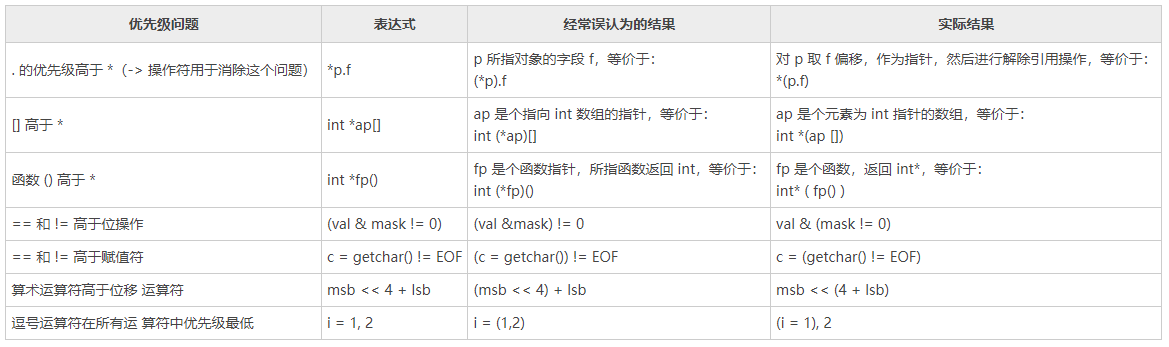 优先级问题 表达式 经常误认为的结果 实际结果
. 的优先级高于 *（-> 操作符用于消除这个问题） *p.f p 所指对象的字段 f，等价于： 对 p 取 f 偏移，作为指针，然后进行解除引用操作，等价于：
(*p).f *(p.f)
[] 高于 * int *ap[] ap 是个指向 int 数组的指针，等价于： ap 是个元素为 int 指针的数组，等价于：
int (*ap)[] int *(ap [])
函数 () 高于 * int *fp() fp 是个函数指针，所指函数返回 int，等价于： fp 是个函数，返回 int*，等价于：
int (*fp)() int* ( fp() )
== 和 != 高于位操作 (val & mask != 0) (val &mask) != 0 val & (mask != 0)
== 和 != 高于赋值符 c = getchar() != EOF (c = getchar()) != EOF c = (getchar() != EOF)
算术运算符高于位移 运算符 msb << 4 + lsb (msb << 4) + lsb msb << (4 + lsb)
逗号运算符在所有运 算符中优先级最低 i = 1, 2 i = (1,2) (i = 1), 2